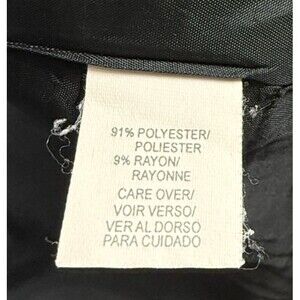 91% POLYESTER/
POLIESTER
9% RAYON/
RAYONNE
CARE OVER/
VOIR VERSO/
VER AL DORSO
PARA CUIDADO